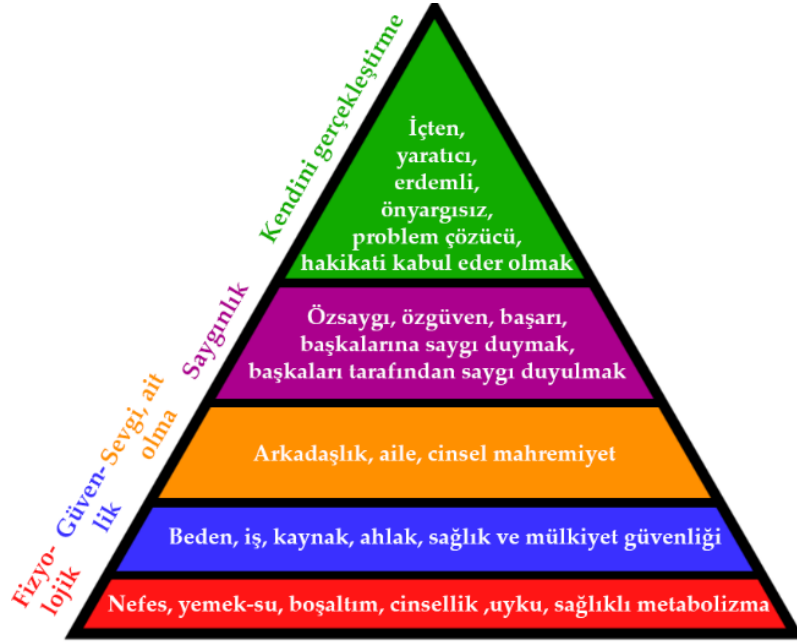 Kendini gerçekleştirme
İçten,
yaratıcı,
erdemli,
önyargısız,
problem çözücü,
hakikati kabul eder olmak
Saygınlık
Özsaygı, özgüven, başarı,
başkalarına saygı duymak,
başkaları tarafından saygı duyulmak
Sevgi, ait
olma
Arkadaşlık, aile, cinsel mahremiyet
Güven-
lik
Beden, iş, kaynak, ahlak, sağlık ve mülkiyet güvenliği
Fizyo-
lojik
Nefes, yemek-su, boşaltım, cinsellik ,uyku, sağlıklı metabolizma